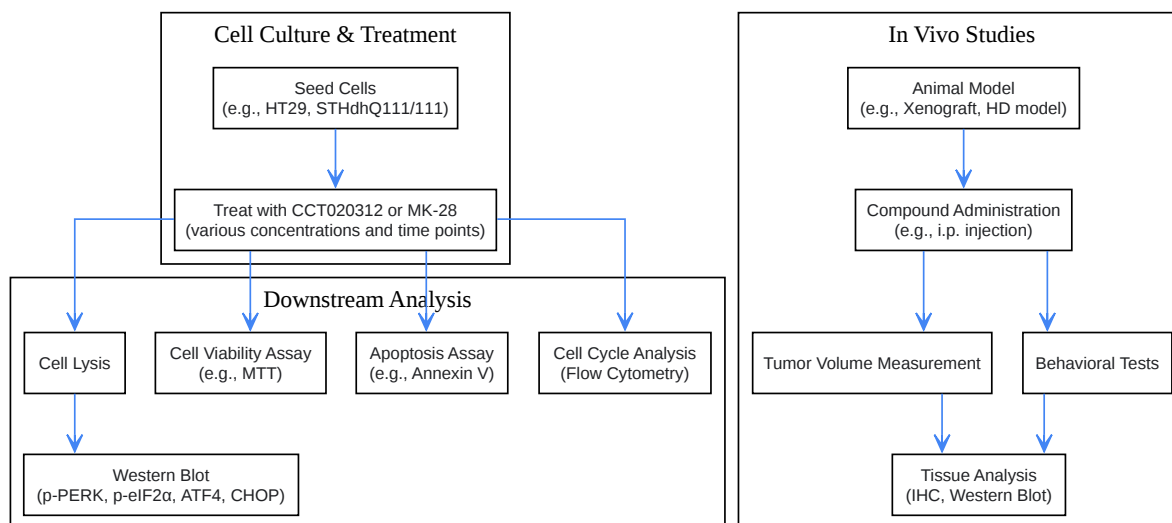 Cell Culture & Treatment
Seed Cells
(e.g., HT29, STHdhQ111/111)
Treat with CCT020312 or MK-28
(various concentrations and time points)
Downstream Analysis
Cell Lysis
Cell Viability Assay
(e.g., MTT)
Apoptosis Assay
(e.g., Annexin V)
Cell Cycle Analysis
(Flow Cytometry)
Western Blot
(p-PERK, p-eIF2α, ATF4, CHOP)
In Vivo Studies
Animal Model
(e.g., Xenograft, HD model)
Compound Administration
(e.g., i.p. injection)
Tumor Volume Measurement
Behavioral Tests
Tissue Analysis
(IHC, Western Blot)